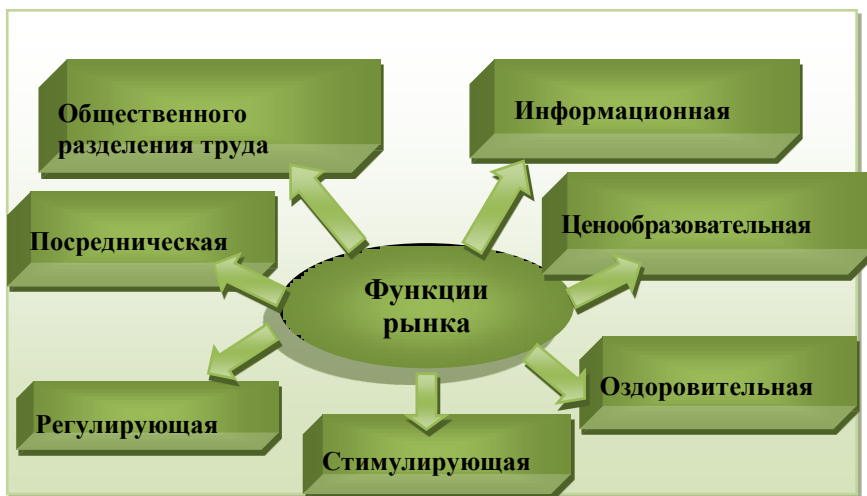 Общественного
разделения труда
Информационная
Посредническая
Ценообразовательная
Функции
рынка
Оздоровительная
Регулирующая
Стимулирующая